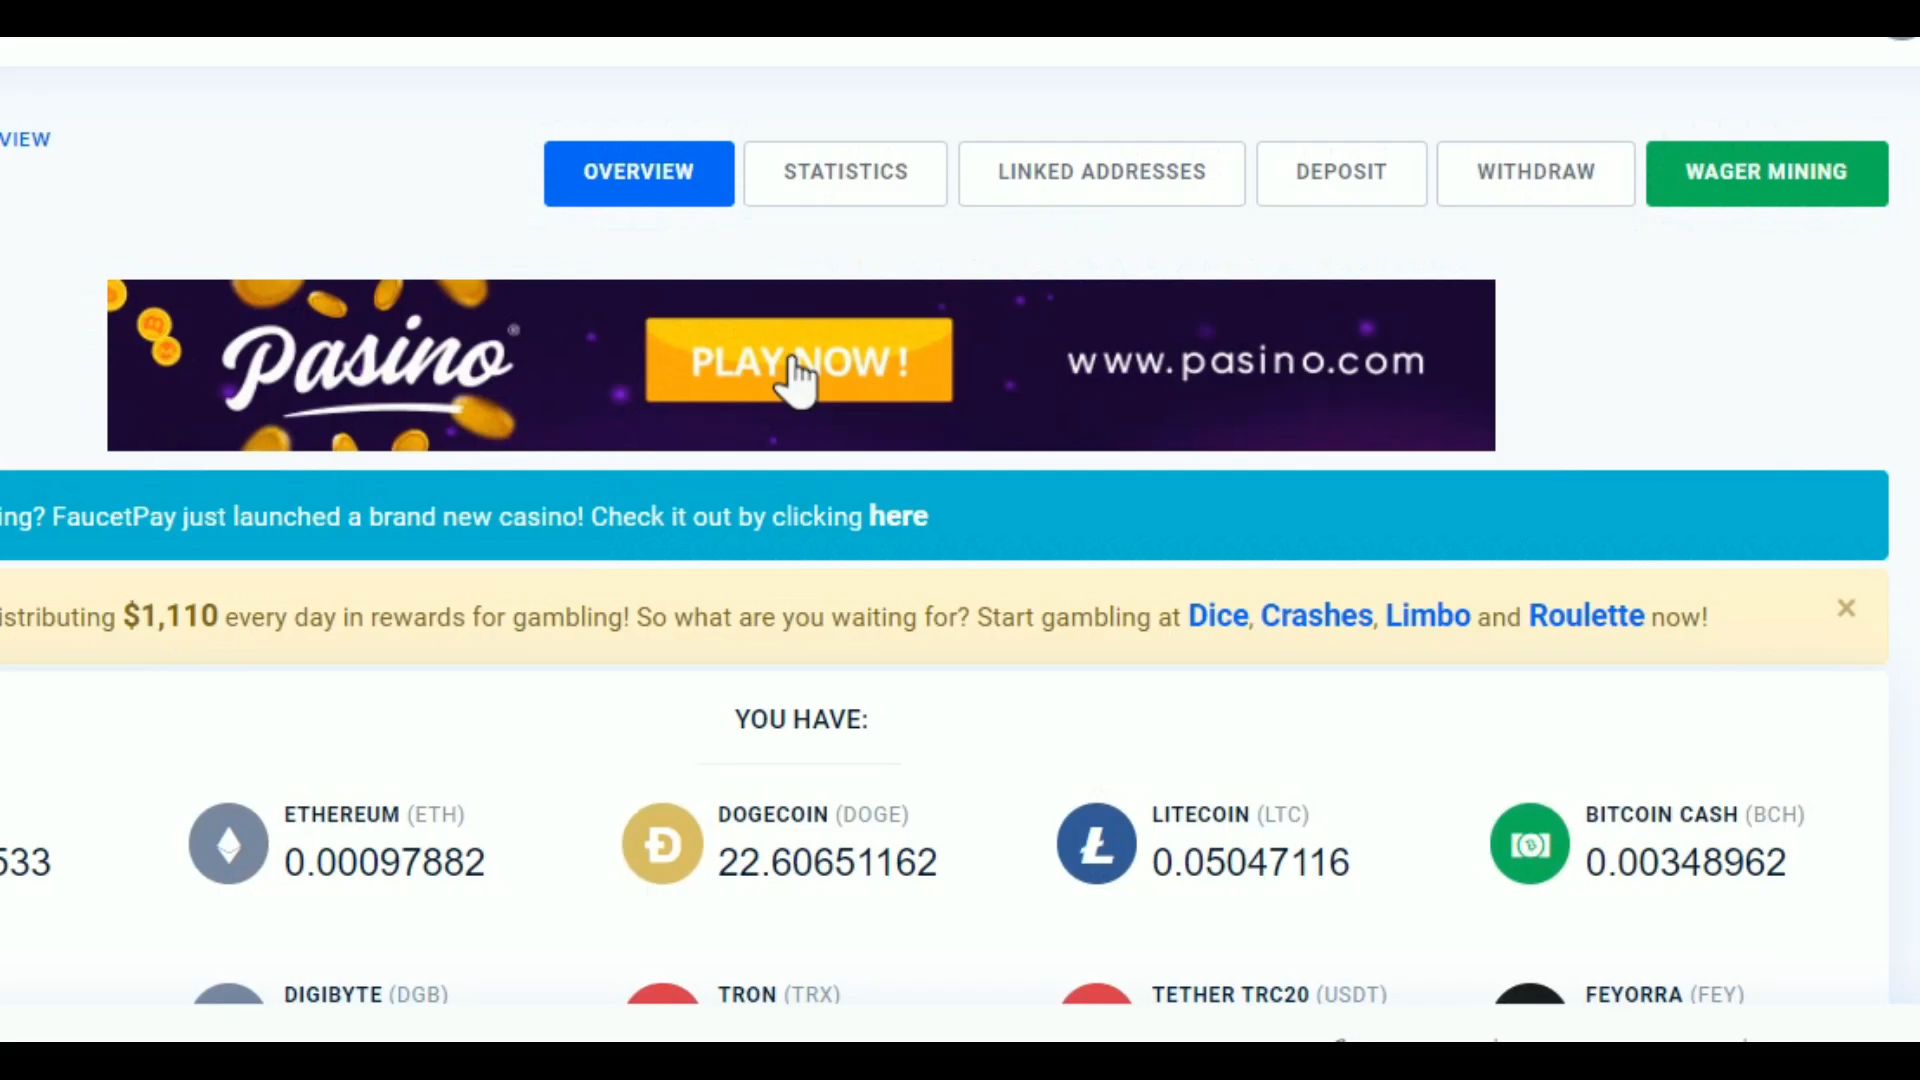 VIEW
OVERVIEW
STATISTICS
LINKED ADDRESSES
DEPOSIT
WITHDRAW
WAGER MINING
Pasino®
PLAY NOW !
www.pasino.com
ing? FaucetPay just launched a brand new casino! Check it out by clicking here
istributing $1,110 every day in rewards for gambling! So what are you waiting for? Start gambling at Dice, Crashes, Limbo and Roulette now!
×
YOU HAVE:
ETHEREUM (ETH)
DOGECOIN (DOGE)
LITECOIN (LTC)
BITCOIN CASH (BCH)
533
0.00097882
22.60651162
0.05047116
0.00348962
DIGIBYTE (DGB)
TRON (TRX)
TETHER TRC20 (USDT)
FEYORRA (FEY)